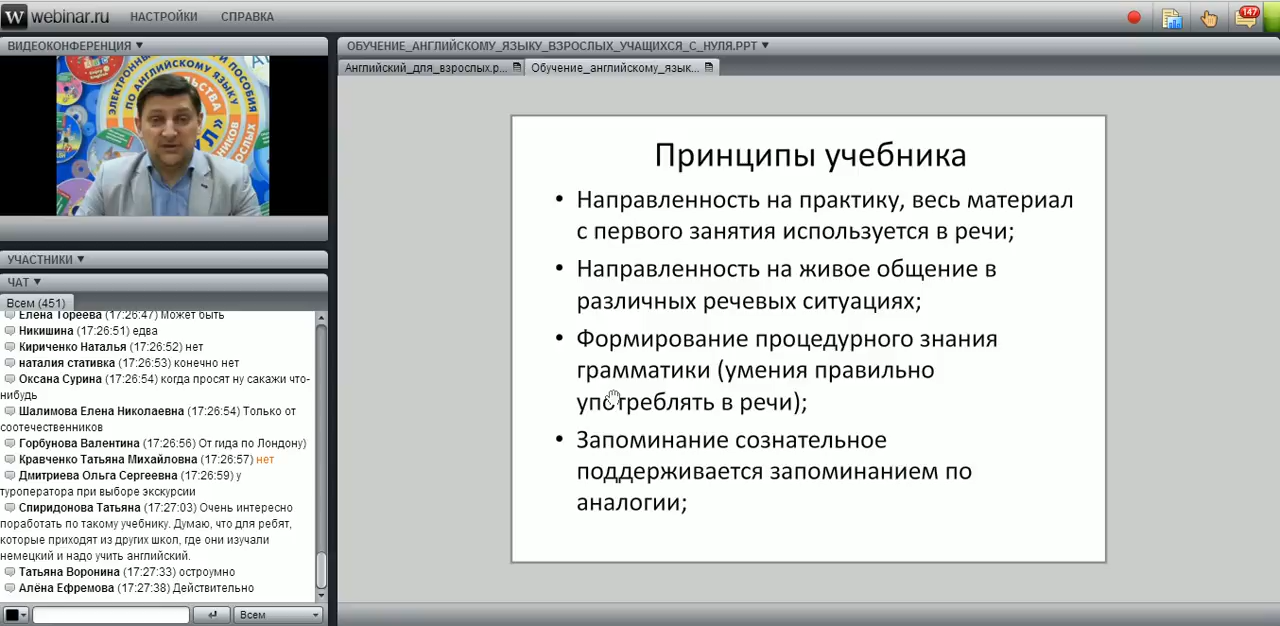 W webinar.ru НАСТРОЙКИ СПРАВКА
147
ВИДЕОКОНФЕРЕНЦИЯ
ЭЛЕКТРОННЫЕ ПОСОБИЯ
ПО АНГЛИЙСКОМУ ЯЗЫКУ
УЧАСТНИКИ
ЧАТ
Всем (451)
Елена Тореева (17:26:47) Может быть
Никишина (17:26:51) едва
Кириченко Наталья (17:26:52) нет
наталия стативка (17:26:53) конечно нет
Оксана Сурина (17:26:54) когда просят ну сакажи что-
нибудь
Шалимова Елена Николаевна (17:26:54) Только от
соотечественников
Горбунова Валентина (17:26:56) От гида по Лондону)
Кравченко Татьяна Михайловна (17:26:57) нет
Дмитриева Ольга Сергеевна (17:26:59) у
туроператора при выборе экскурсии
Спиридонова Татьяна (17:27:03) Очень интересно
поработать по такому учебнику. Думаю, что для ребят,
которые приходят из других школ, где они изучали
немецкий и надо учить английский.
Татьяна Воронина (17:27:33) остроумно
Алёна Ефремова (17:27:38) Действительно
Всем
ОБУЧЕНИЕ_АНГЛИЙСКОМУ_ЯЗЫКУ_ВЗРОСЛЫХ_УЧАЩИХСЯ_С_НУЛЯ.PPT
Английский_для_взрослых.p... Обучение_английскому_язык...
Принципы учебника
• Направленность на практику, весь материал
с первого занятия используется в речи;
• Направленность на живое общение в
различных речевых ситуациях;
• Формирование процедурного знания
грамматики (умения правильно
употреблять в речи);
• Запоминание сознательное
поддерживается запоминанием по
аналогии;